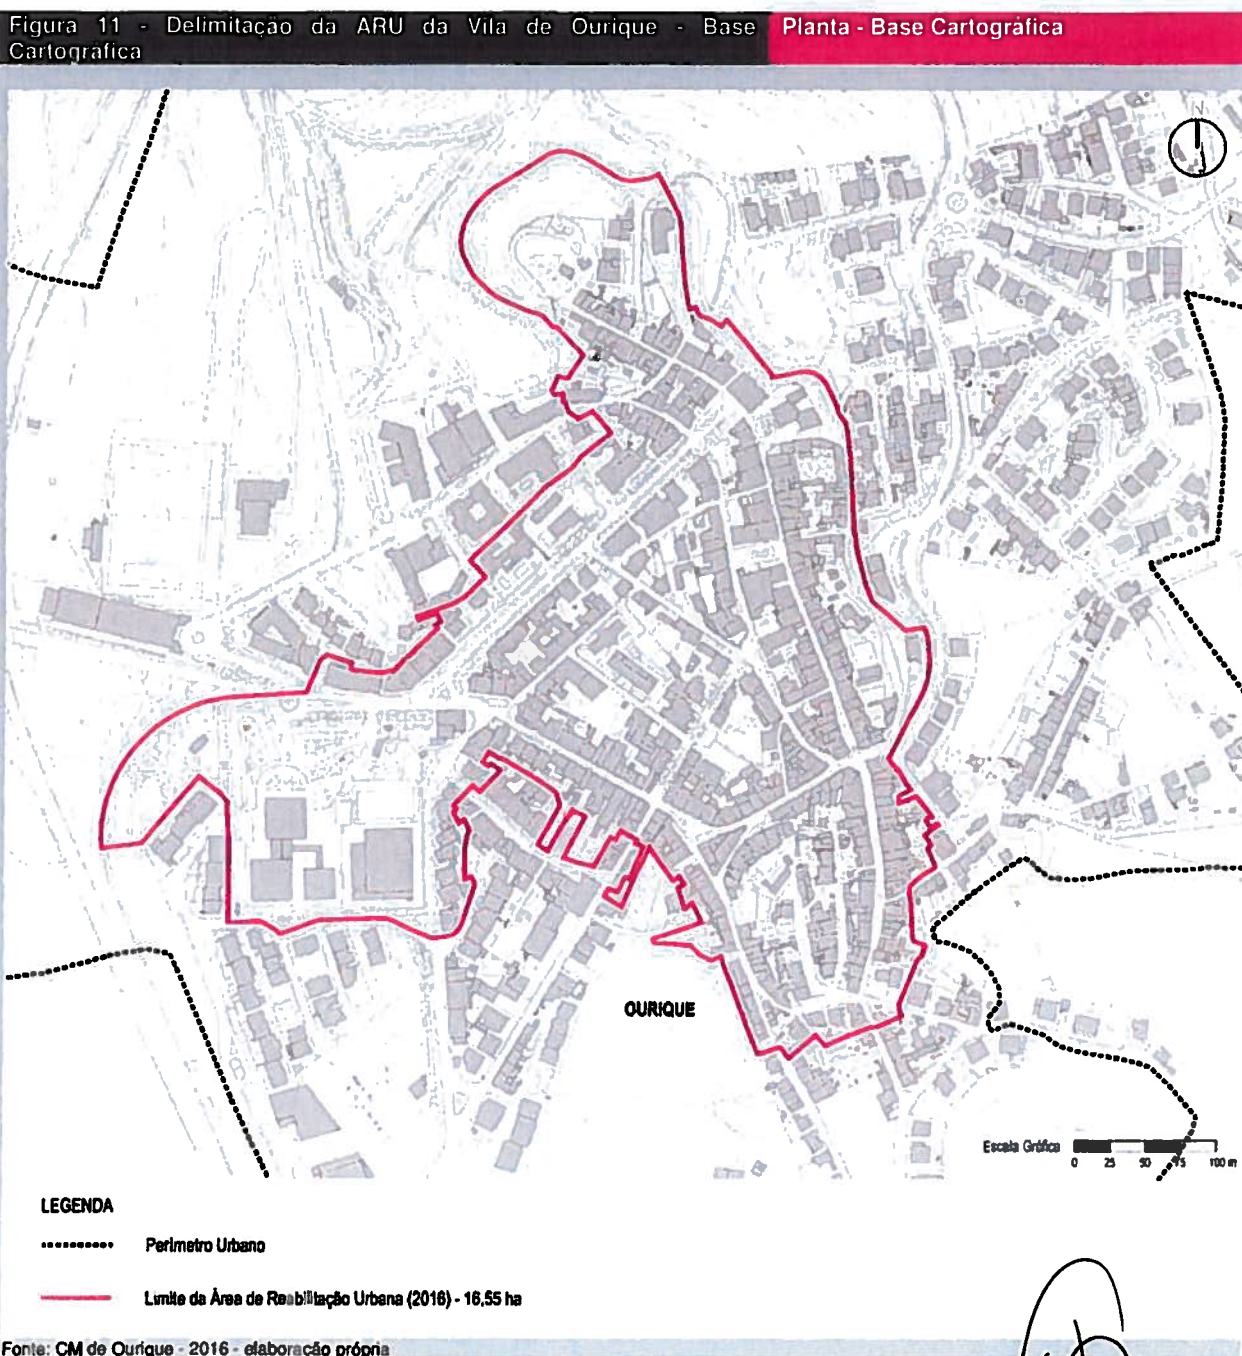 Figura 11 - Delimitação da ARU da Vila de Ourique - Base
Cartográfica
Planta - Base Cartográfica
N
OURIQUE
Escala Gráfica
0 25 50 75 100 m
LEGENDA
Perímetro Urbano
Limite da Área de Reabilitação Urbana (2016) - 16,55 ha
Fonte: CM de Ourique - 2016 - elaboração própria